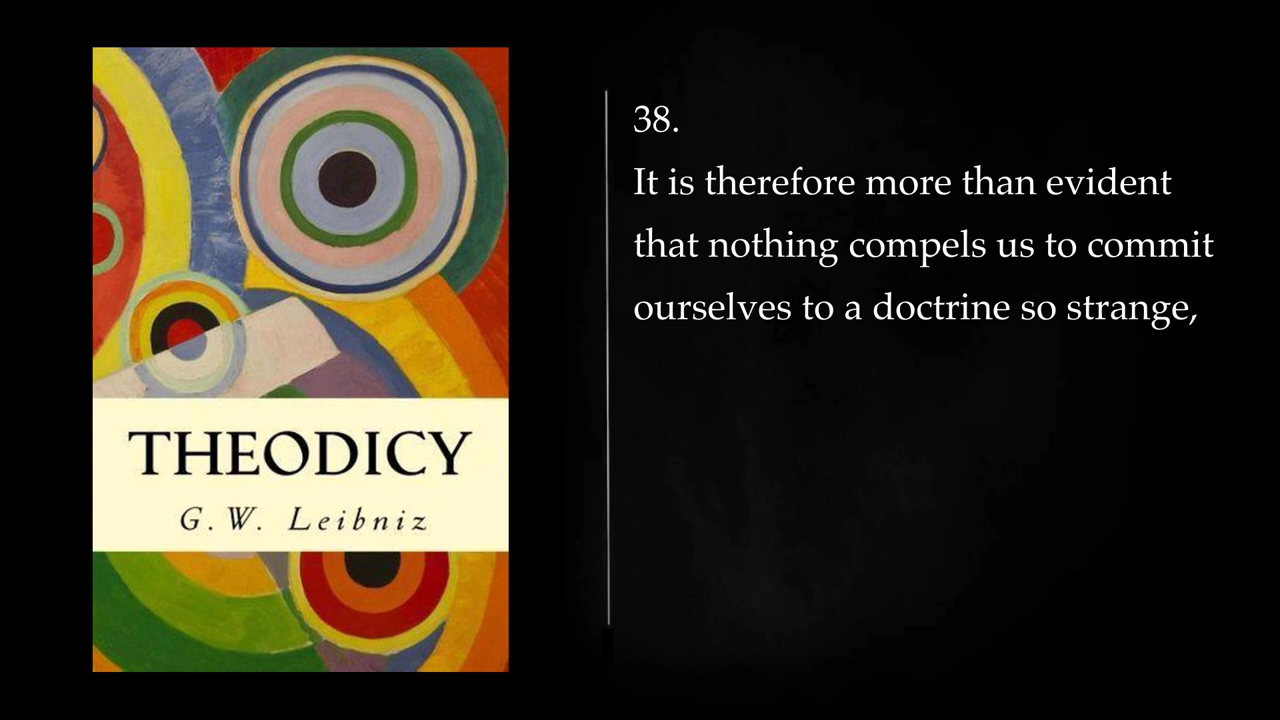 THEODICY
G. W. Leibniz
38.
It is therefore more than evident
that nothing compels us to commit
ourselves to a doctrine so strange,